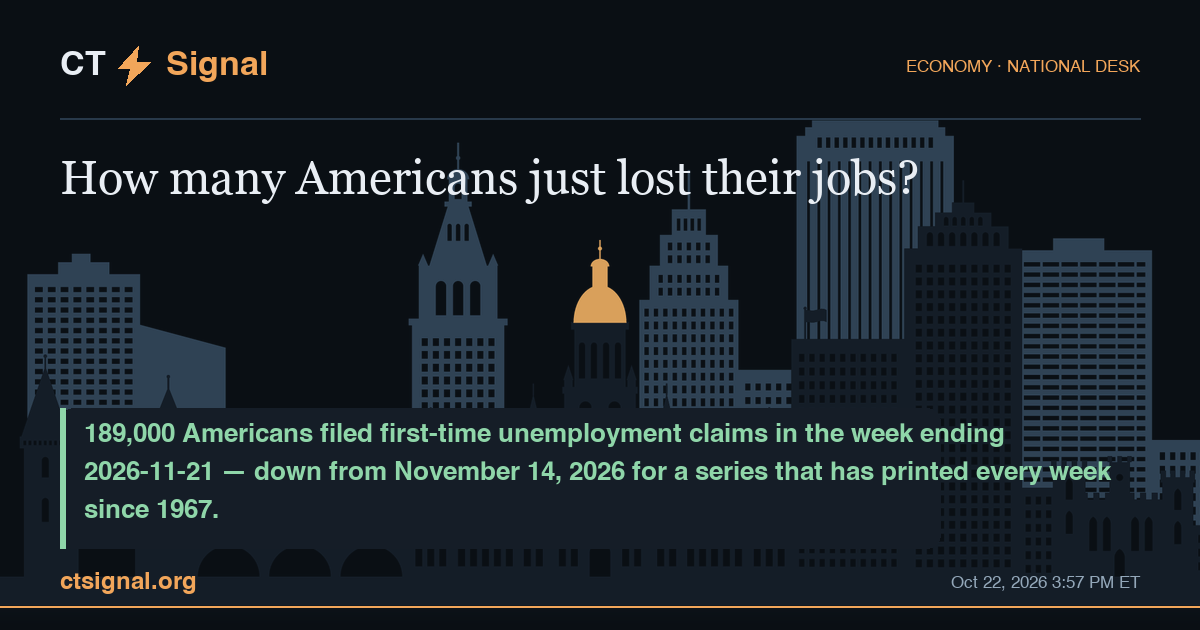 CT Signal
ECONOMY · NATIONAL DESK
How many Americans just lost their jobs?
189,000 Americans filed first-time unemployment claims in the week ending
2026-11-21 — down from November 14, 2026 for a series that has printed every week
since 1967.
ctsignal.org
Oct 22, 2026 3:57 PM ET